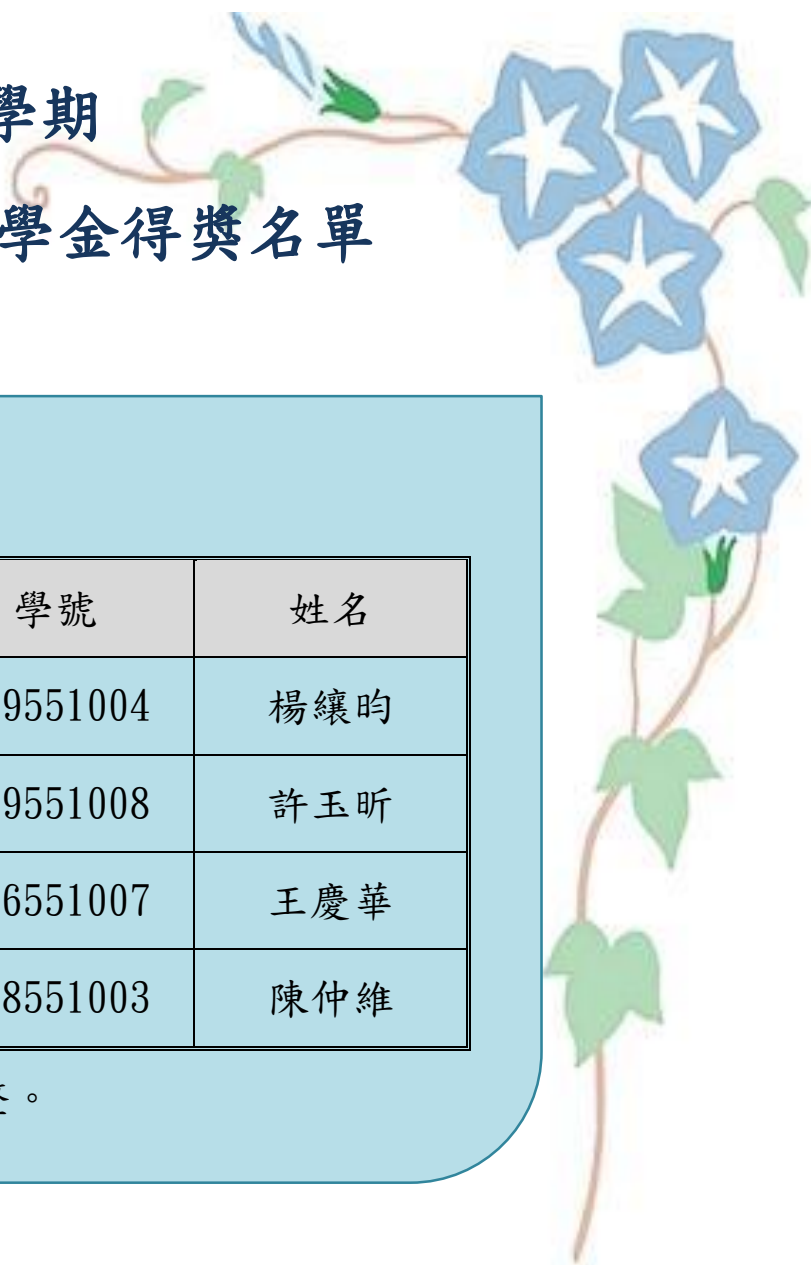 學期
學金得獎名單
學號 姓名
9551004 楊纕昀
9551008 許玉昕
6551007 王慶華
8551003 陳仲維
。